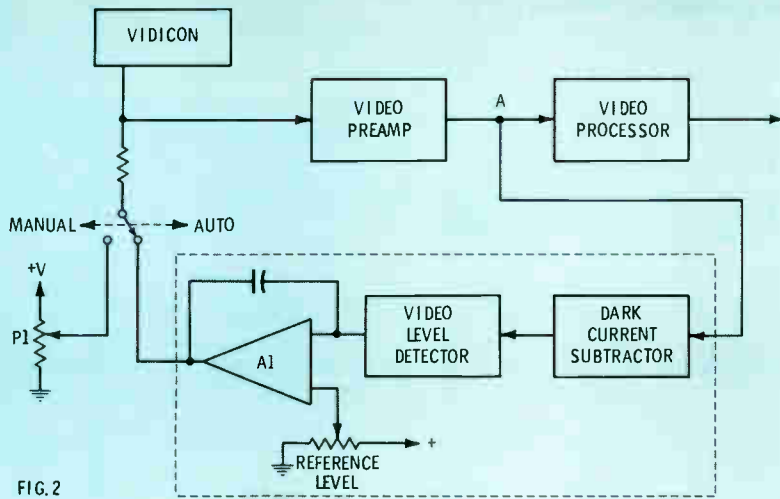 VIDICON
VIDEO
PREAMP
A
VIDEO
PROCESSOR
MANUAL
AUTO
+V
P1
A1
VIDEO
LEVEL
DETECTOR
DARK
CURRENT
SUBTRACTOR
+
REFERENCE
LEVEL
FIG. 2